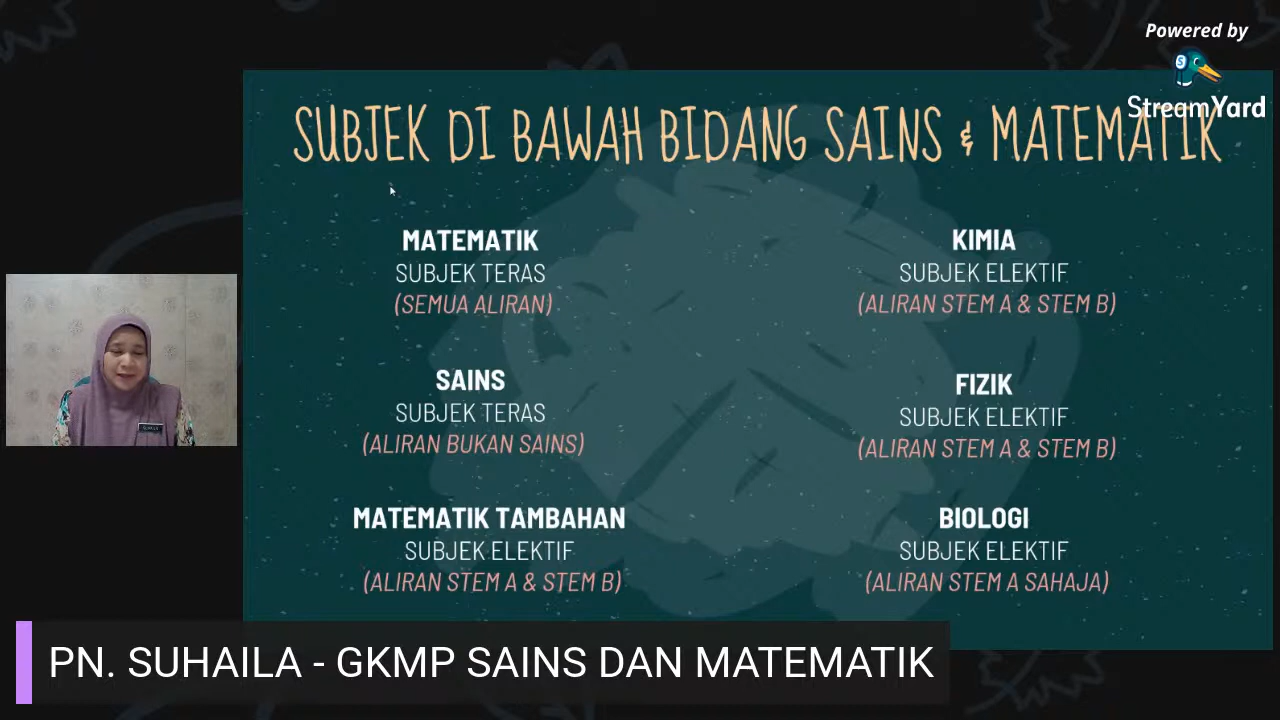 Powered by
StreamYard
SUBJEK DI BAWAH BIDANG SAINS & MATEMATIK
MATEMATIK
SUBJEK TERAS
(SEMUA ALIRAN)
SAINS
SUBJEK TERAS
(ALIRAN BUKAN SAINS)
MATEMATIK TAMBAHAN
SUBJEK ELEKTIF
(ALIRAN STEM A & STEM B)
KIMIA
SUBJEK ELEKTIF
(ALIRAN STEM A & STEM B)
FIZIK
SUBJEK ELEKTIF
(ALIRAN STEM A & STEM B)
BIOLOGI
SUBJEK ELEKTIF
(ALIRAN STEM A SAHAJA)
PN. SUHAILA - GKMP SAINS DAN MATEMATIK